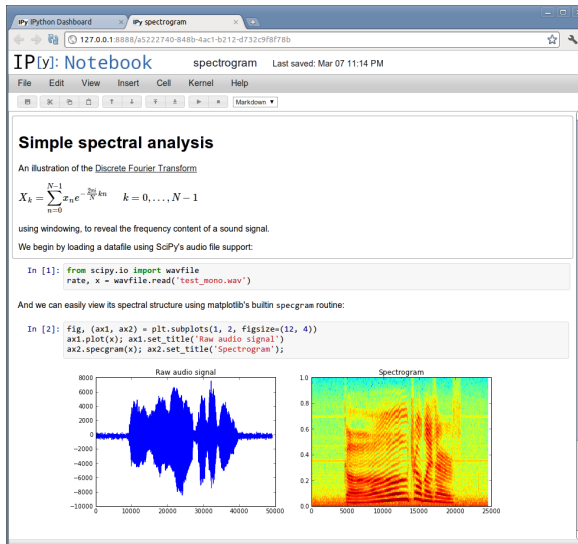 IPy IPython Dashboard
IPy spectrogram
127.0.0.1:8888/a5222740-848b-4ac1-b212-d732c9f8f78b
IP[y]: Notebook
spectrogram
Last saved: Mar 07 11:14 PM
File Edit View Insert Cell Kernel Help
Markdown
Simple spectral analysis
An illustration of the Discrete Fourier Transform
X_k = \sum_{n=0}^{N-1} x_n e^{-\frac{2\pi i}{N} kn} k = 0, . . . , N − 1
using windowing, to reveal the frequency content of a sound signal.
We begin by loading a datafile using SciPy's audio file support:
In [1]: from scipy.io import wavfile
rate, x = wavfile.read('test_mono.wav')
And we can easily view its spectral structure using matplotlib's builtin specgram routine:
In [2]: fig, (ax1, ax2) = plt.subplots(1, 2, figsize=(12, 4))
ax1.plot(x); ax1.set_title('Raw audio signal')
ax2.specgram(x); ax2.set_title('Spectrogram');
Raw audio signal
8000
6000
4000
2000
0
−2000
−4000
−6000
−8000
−10000
0 10000 20000 30000 40000 50000
Spectrogram
1.0
0.8
0.6
0.4
0.2
0.0
0 5000 10000 15000 20000 25000